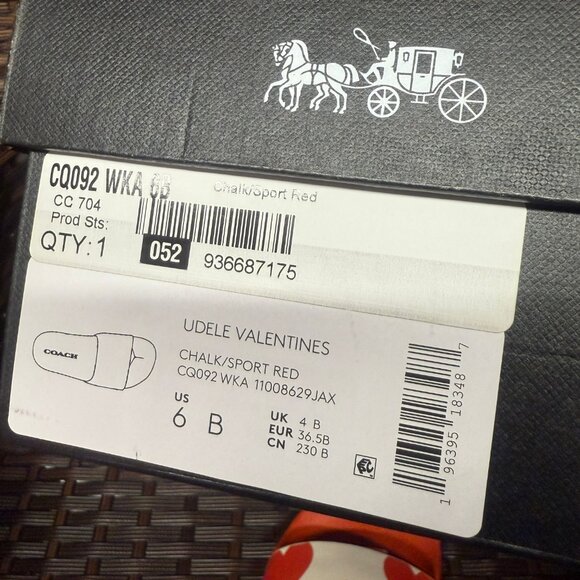 CQ092 WKA 6B Chalk/Sport Red
CC 704
Prod Sts:
QTY: 1 052 936687175
UDELE VALENTINES
COACH
CHALK/SPORT RED
CQ092 WKA 11008629JAX
US
6 B
UK 4 B
EUR 36.5B
CN 230 B
1 96395 18348 7